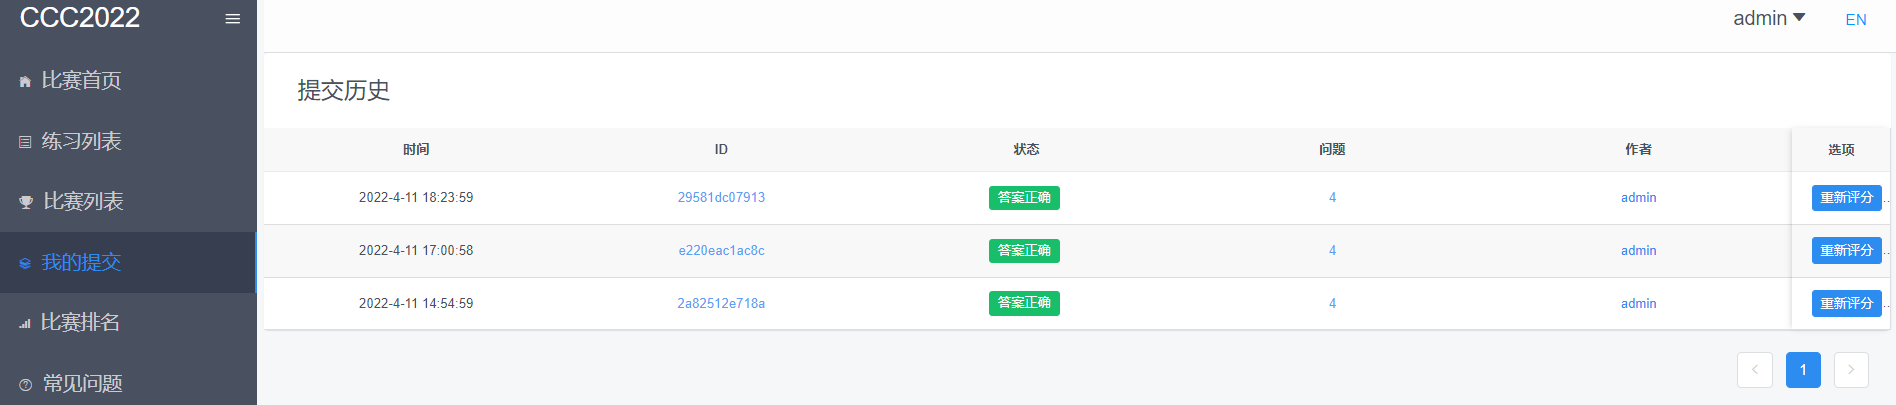 CCC2022
admin EN
比赛首页
练习列表
比赛列表
我的提交
比赛排名
常见问题
提交历史
时间 ID 状态 问题 作者 选项
2022-4-11 18:23:59 29581dc07913 答案正确 4 admin 重新评分...
2022-4-11 17:00:58 e220eac1ac8c 答案正确 4 admin 重新评分...
2022-4-11 14:54:59 2a82512e718a 答案正确 4 admin 重新评分...
< 1 >